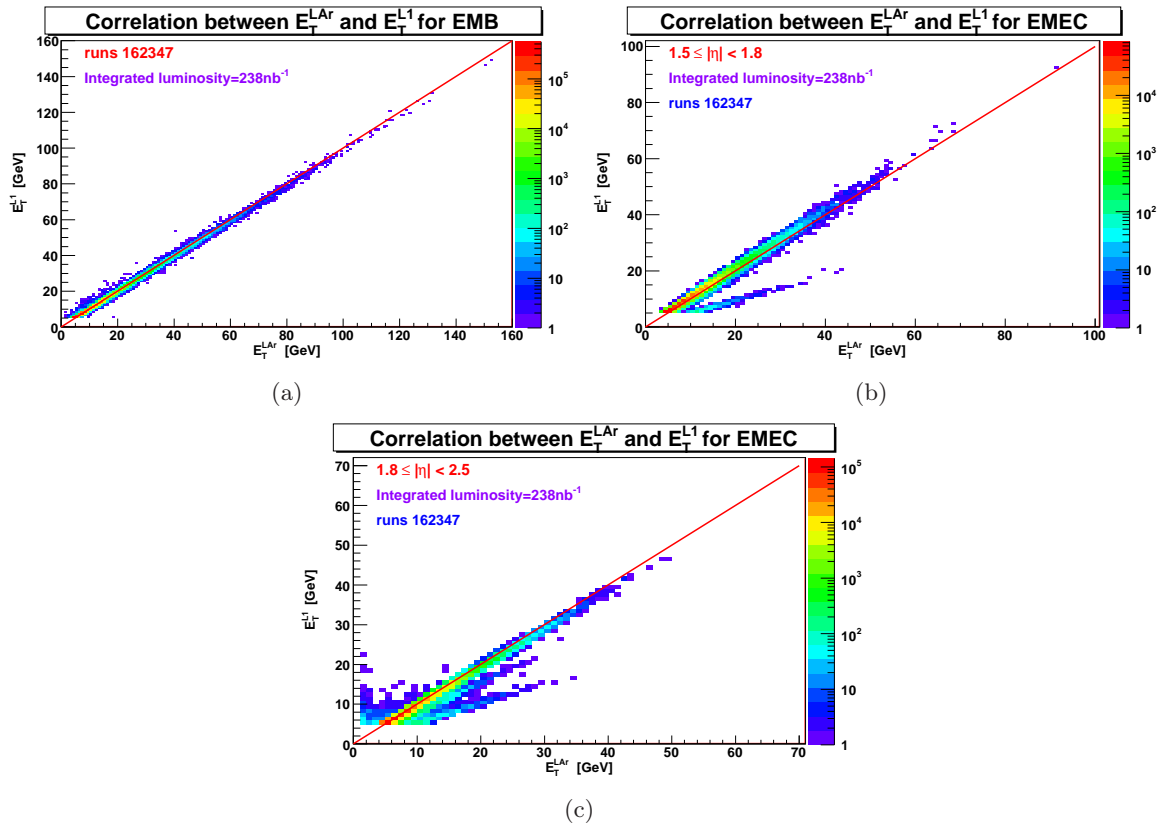 Correlation between E_T^LAr and E_T^L1 for EMB
runs 162347
Integrated luminosity=238nb^-1
E_T^L1 [GeV]
160
140
120
100
80
60
40
20
0
0 20 40 60 80 100 120 140 160
E_T^LAr [GeV]
10^5
10^4
10^3
10^2
10
1
(a)
Correlation between E_T^LAr and E_T^L1 for EMEC
1.5 ≤ |η| < 1.8
Integrated luminosity=238nb^-1
runs 162347
E_T^L1 [GeV]
100
80
60
40
20
0
0 20 40 60 80 100
E_T^LAr [GeV]
10^4
10^3
10^2
10
1
(b)
Correlation between E_T^LAr and E_T^L1 for EMEC
1.8 ≤ |η| < 2.5
Integrated luminosity=238nb^-1
runs 162347
E_T^L1 [GeV]
70
60
50
40
30
20
10
0
0 10 20 30 40 50 60 70
E_T^LAr [GeV]
10^5
10^4
10^3
10^2
10
1
(c)